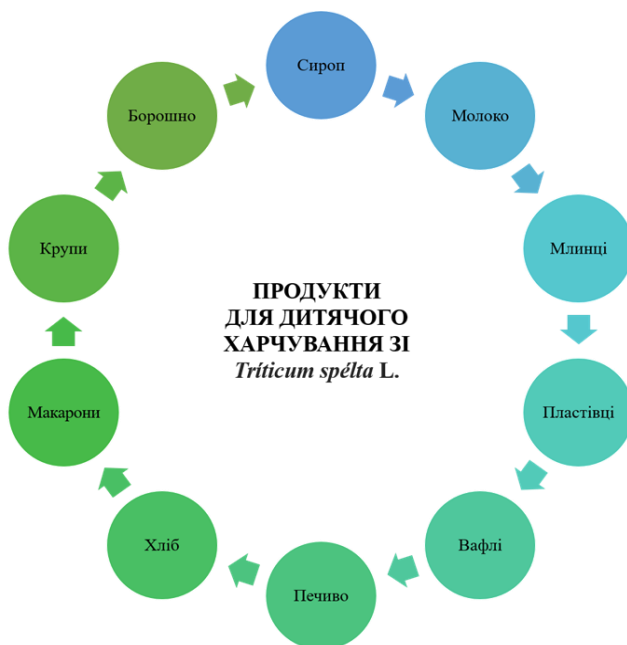 Сироп
Молоко
Млинці
Пластівці
Вафлі
Печиво
Хліб
Макарони
Крупи
Борошно
ПРОДУКТИ
ДЛЯ ДИТЯЧОГО
ХАРЧУВАННЯ ЗІ
Tríticum spélta L.